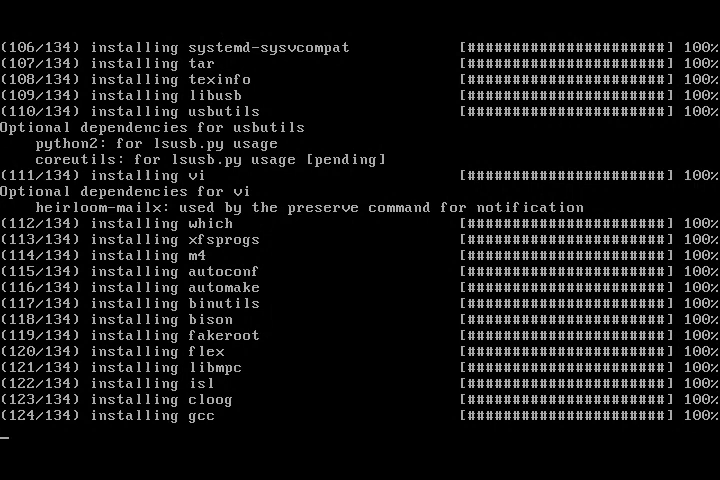 (106/134) installing systemd-sysvcompat [######################] 100%
(107/134) installing tar [######################] 100%
(108/134) installing texinfo [######################] 100%
(109/134) installing libusb [######################] 100%
(110/134) installing usbutils [######################] 100%
Optional dependencies for usbutils
python2: for lsusb.py usage
coreutils: for lsusb.py usage [pending]
(111/134) installing vi [######################] 100%
Optional dependencies for vi
heirloom-mailx: used by the preserve command for notification
(112/134) installing which [######################] 100%
(113/134) installing xfsprogs [######################] 100%
(114/134) installing m4 [######################] 100%
(115/134) installing autoconf [######################] 100%
(116/134) installing automake [######################] 100%
(117/134) installing binutils [######################] 100%
(118/134) installing bison [######################] 100%
(119/134) installing fakeroot [######################] 100%
(120/134) installing flex [######################] 100%
(121/134) installing libmpc [######################] 100%
(122/134) installing isl [######################] 100%
(123/134) installing cloog [######################] 100%
(124/134) installing gcc [######################] 100%
_